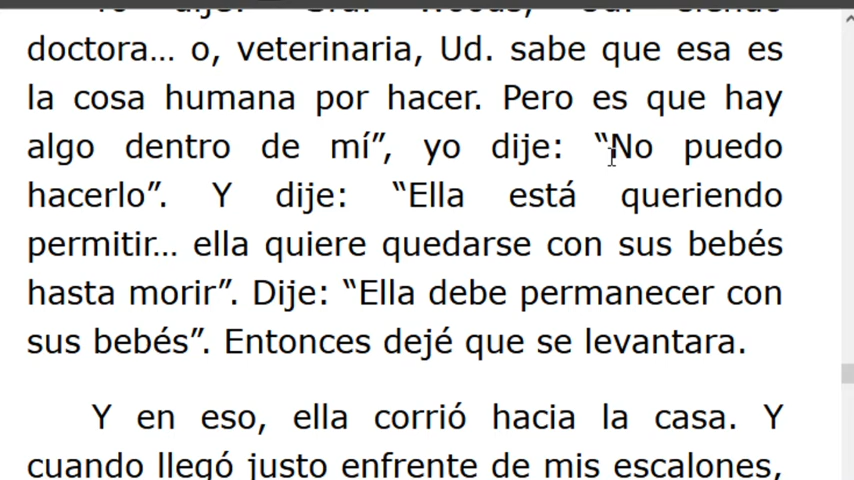 doctora... o, veterinaria, Ud. sabe que esa es
la cosa humana por hacer. Pero es que hay
algo dentro de mí”, yo dije: “No puedo
hacerlo”. Y dije: “Ella está queriendo
permitir... ella quiere quedarse con sus bebés
hasta morir”. Dije: “Ella debe permanecer con
sus bebés”. Entonces dejé que se levantara.
Y en eso, ella corrió hacia la casa. Y
cuando llegó justo enfrente de mis escalones,